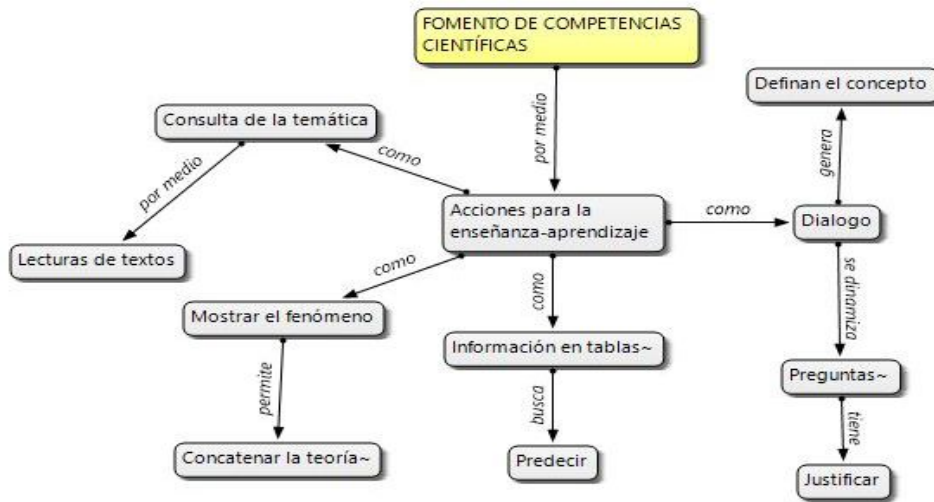 FOMENTO DE COMPETENCIAS
CIENTÍFICAS
por medio
Acciones para la
enseñanza-aprendizaje
como
Consulta de la temática
por medio
Lecturas de textos
como
Mostrar el fenómeno
permite
Concatenar la teoría~
como
Información en tablas~
busca
Predecir
como
Dialogo
genera
Definan el concepto
se dinamiza
Preguntas~
tiene
Justificar